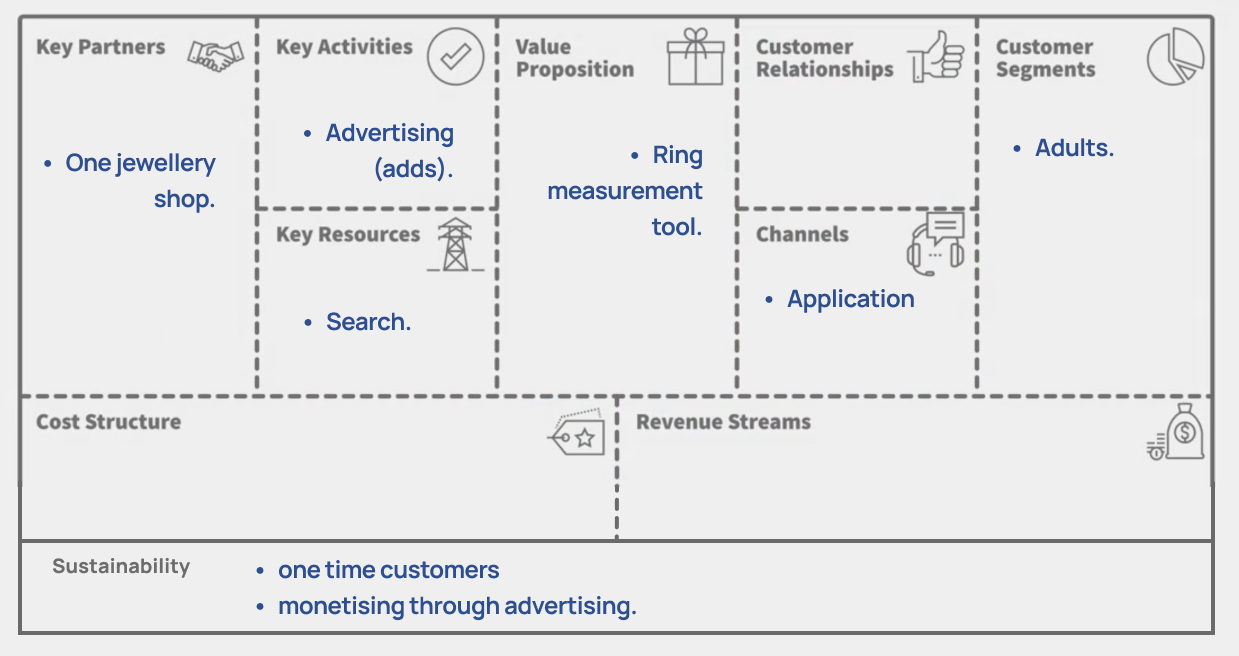 Key Partners
• One jewellery
shop.
Key Activities
• Advertising
(adds).
Key Resources
• Search.
Value
Proposition
• Ring
measurement
tool.
Customer
Relationships
Channels
• Application
Customer
Segments
• Adults.
Cost Structure
Revenue Streams
Sustainability
• one time customers
• monetising through advertising.